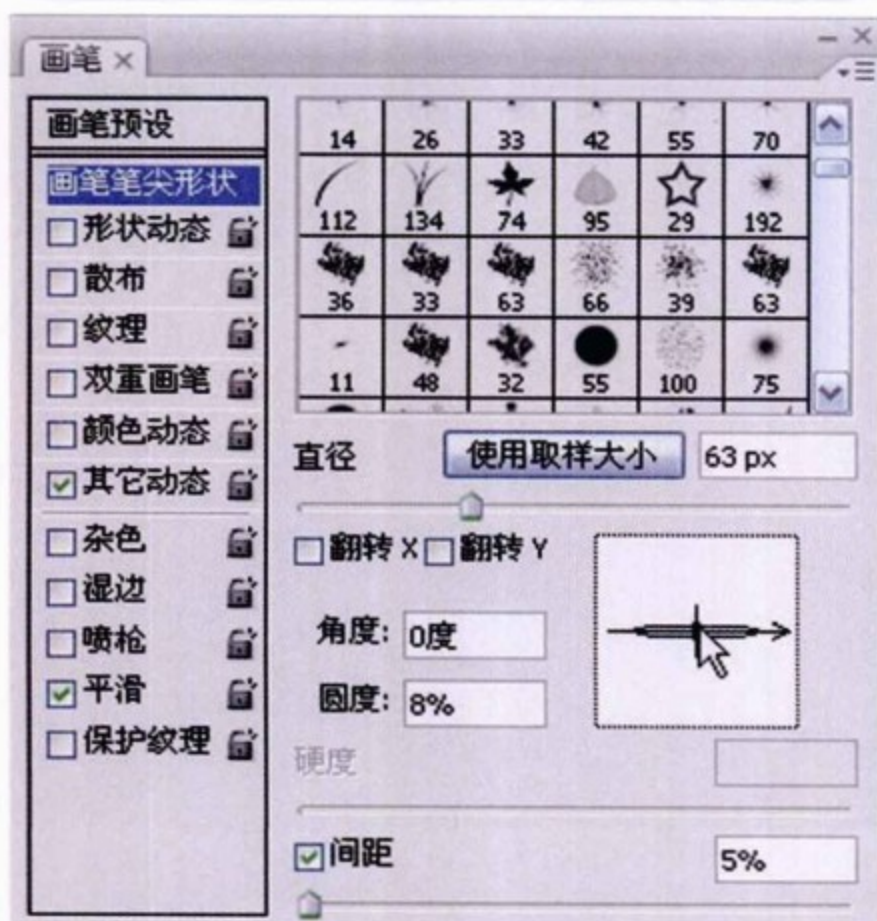 画笔 ×
画笔预设
画笔笔尖形状
形状动态
散布
纹理
双重画笔
颜色动态
其它动态
杂色
湿边
喷枪
平滑
保护纹理
14 26 33 42 55 70
112 134 74 95 29 192
36 33 63 66 39 63
11 48 32 55 100 75
直径 使用取样大小 63 px
翻转 X 翻转 Y
角度: 0度
圆度: 8%
硬度
间距 5%